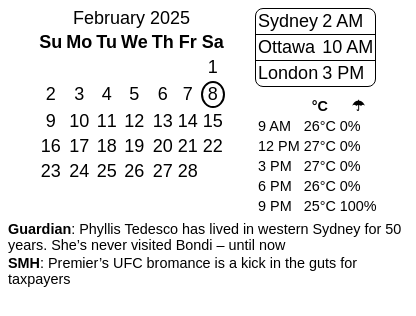 February 2025
Su Mo Tu We Th Fr Sa
1
2 3 4 5 6 7 8
9 10 11 12 13 14 15
16 17 18 19 20 21 22
23 24 25 26 27 28
Sydney 2 AM
Ottawa 10 AM
London 3 PM
°C ☂
9 AM 26°C 0%
12 PM 27°C 0%
3 PM 27°C 0%
6 PM 26°C 0%
9 PM 25°C 100%
Guardian: Phyllis Tedesco has lived in western Sydney for 50
years. She’s never visited Bondi – until now
SMH: Premier’s UFC bromance is a kick in the guts for
taxpayers